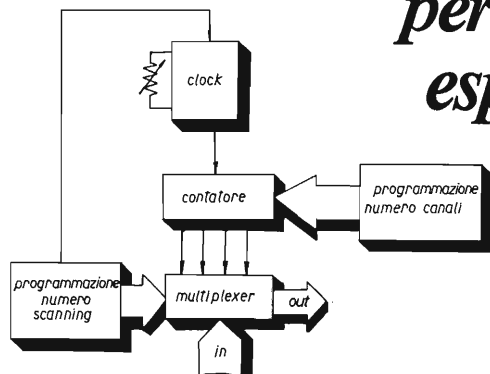 per
esp
clock
contatore
programmazione
numero canali
programmazione
numero
scanning
multiplexer
out
in